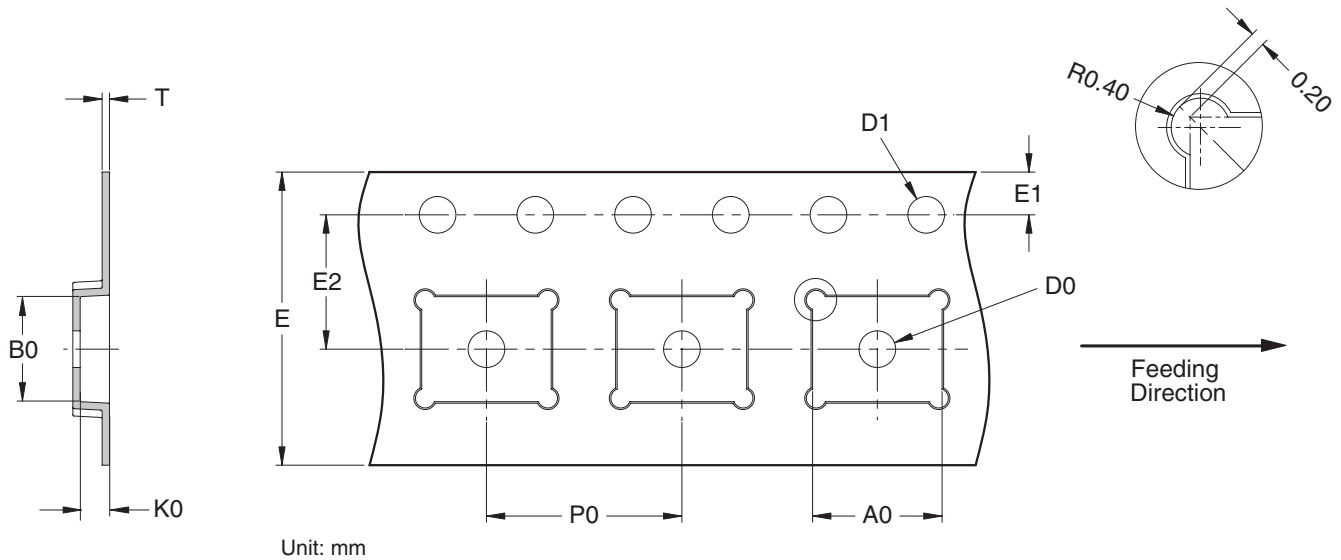 T
R0.40
0.20
D1
E1
E2
D0
E
B0
Feeding
Direction
K0
P0
A0
Unit: mm